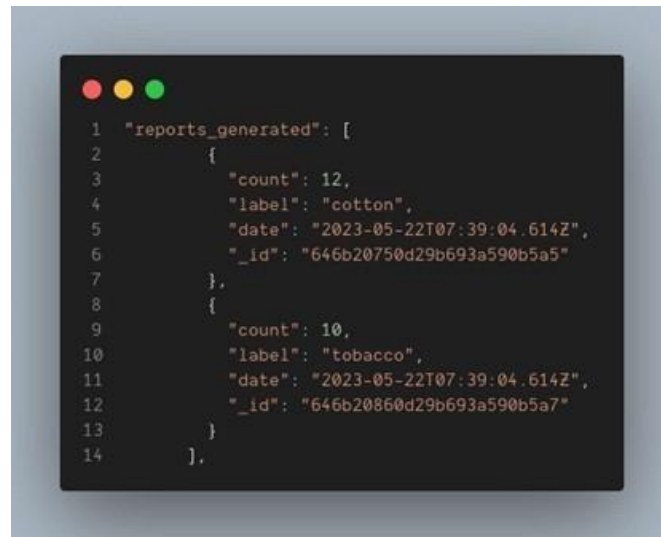 1 "reports_generated": [
2 {
3 "count": 12,
4 "label": "cotton",
5 "date": "2023-05-22T07:39:04.614Z",
6 "_id": "646b20750d29b693a590b5a5"
7 },
8 {
9 "count": 10,
10 "label": "tobacco",
11 "date": "2023-05-22T07:39:04.614Z",
12 "_id": "646b20860d29b693a590b5a7"
13 }
14 ],